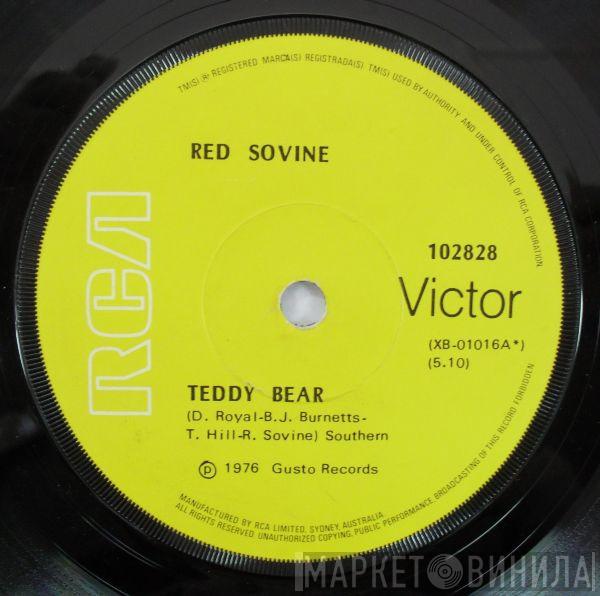 TM(S) ® REGISTERED MARCA(S) REGISTRADA(S) TM(S) USED BY AUTHORITY AND UNDER CONTROL OF RCA CORPORATION
RED SOVINE
RCA
102828
Victor
(XB-01016A*)
(5.10)
TEDDY BEAR
(D. Royal-B.J. Burnetts-
T. Hill-R. Sovine) Southern
℗ 1976 Gusto Records
MANUFACTURED BY RCA LIMITED, SYDNEY, AUSTRALIA
ALL RIGHTS RESERVED. UNAUTHORIZED COPYING, PUBLIC PERFORMANCE, BROADCASTING OF THIS RECORD FORBIDDEN
МАРКЕТ ВИНИЛА